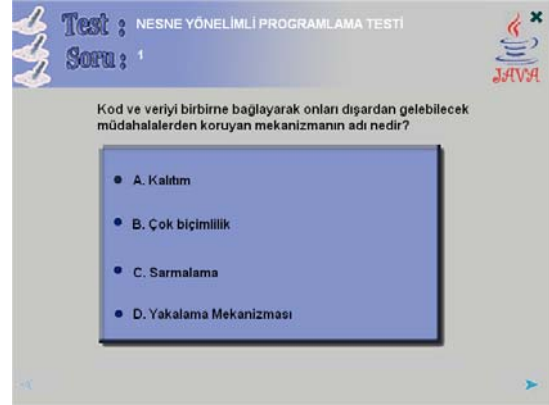 Test : NESNE YÖNELİMLİ PROGRAMLAMA TESTİ
Soru : 1
JAVA
Kod ve veriyi birbirne bağlayarak onları dışardan gelebilecek
müdahalalerden koruyan mekanizmanın adı nedir?
A. Kalıtım
B. Çok biçimlilik
C. Sarmalama
D. Yakalama Mekanizması